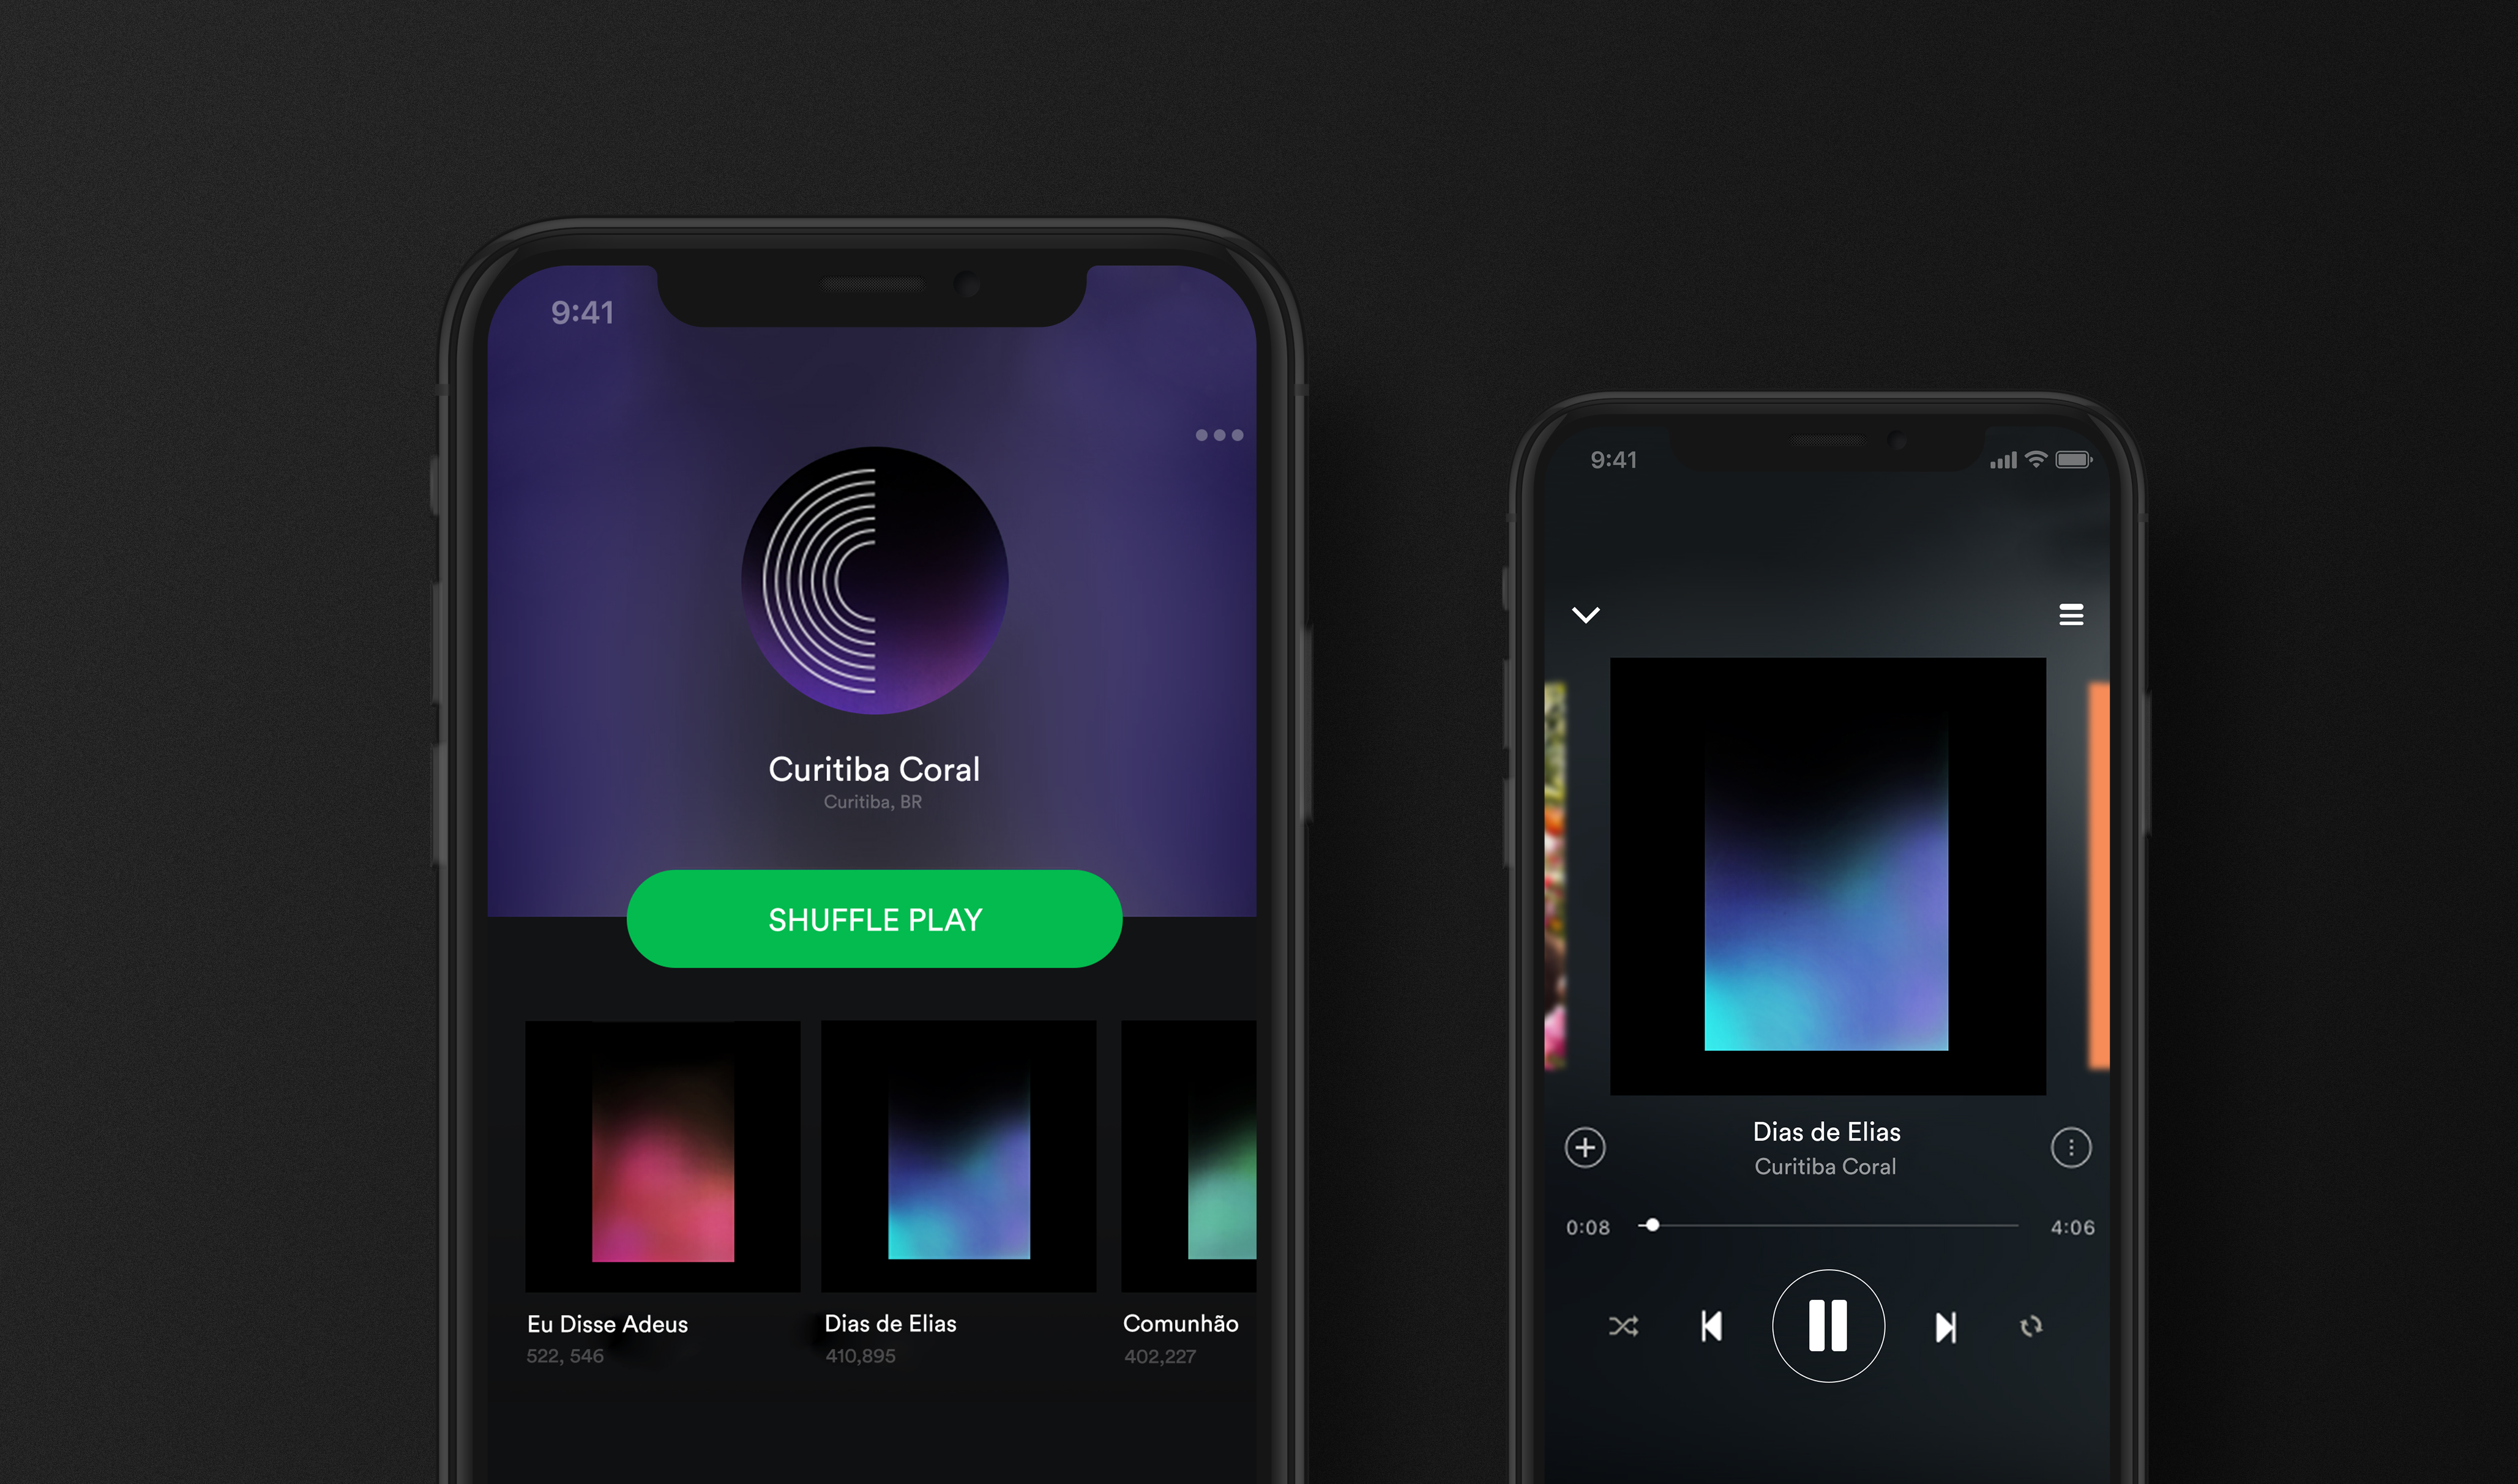 9:41
Curitiba Coral
Curitiba, BR
SHUFFLE PLAY
Eu Disse Adeus
522, 546
Dias de Elias
410,895
Comunhão
402,227
9:41
Dias de Elias
Curitiba Coral
0:08
4:06